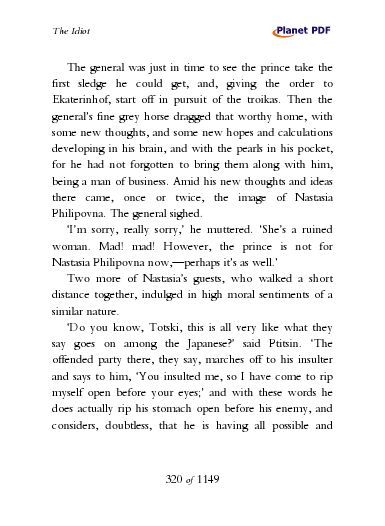 The Idiot
Planet PDF
The general was just in time to see the prince take the
first sledge he could get, and, giving the order to
Ekaterinhof, start off in pursuit of the troikas. Then the
general's fine grey horse dragged that worthy home, with
some new thoughts, and some new hopes and calculations
developing in his brain, and with the pearls in his pocket,
for he had not forgotten to bring them along with him,
being a man of business. Amid his new thoughts and ideas
there came, once or twice, the image of Nastasia
Philipovna. The general sighed.
‘I'm sorry, really sorry,’ he muttered. ‘She's a ruined
woman. Mad! mad! However, the prince is not for
Nastasia Philipovna now,—perhaps it's as well.’
Two more of Nastasia's guests, who walked a short
distance together, indulged in high moral sentiments of a
similar nature.
‘Do you know, Totski, this is all very like what they
say goes on among the Japanese?’ said Ptitsin. ‘The
offended party there, they say, marches off to his insulter
and says to him, ‘You insulted me, so I have come to rip
myself open before your eyes;’ and with these words he
does actually rip his stomach open before his enemy, and
considers, doubtless, that he is having all possible and
320 of 1149